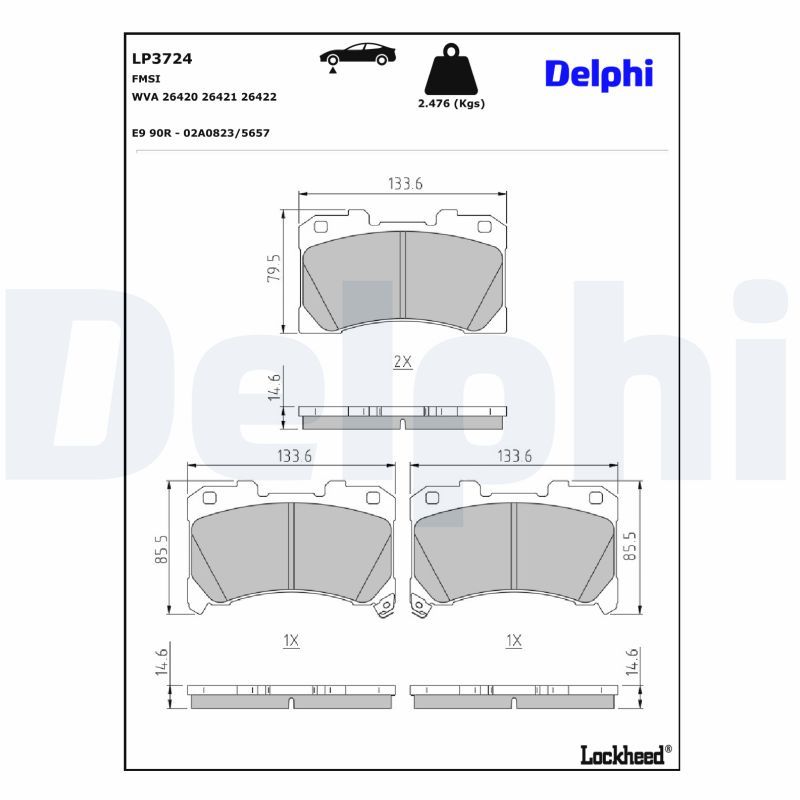 LP3724
FMSI
WVA 26420 26421 26422
E9 90R - 02A0823/5657
2.476 (Kgs)
Delphi
133.6
79.5
2X
14.6
133.6
133.6
85.5
85.5
1X
1X
14.6
14.6
Delphi
Lockheed®